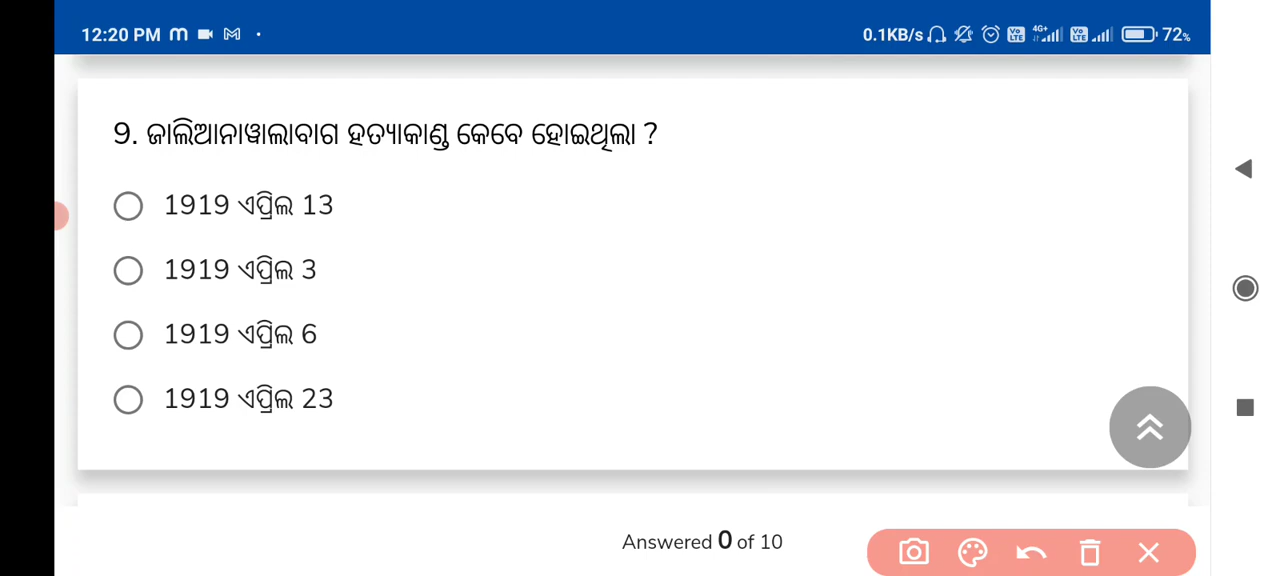 12:20 PM
0.1KB/s 4G+ 72%
9. ଜାଲିଆନାୱାଲାବାଗ ହତ୍ୟାକାଣ୍ଡ କେବେ ହୋଇଥିଲା ?
1919 ଏପ୍ରିଲ 13
1919 ଏପ୍ରିଲ 3
1919 ଏପ୍ରିଲ 6
1919 ଏପ୍ରିଲ 23
Answered 0 of 10